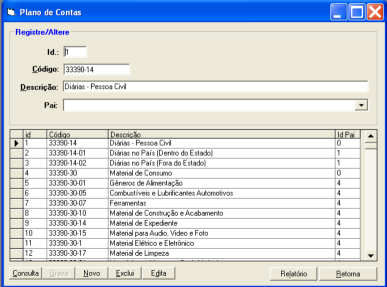 Plano de Contas
Registre/Altere
Id.: 1
Código: 33390-14
Descrição: Diárias - Pessoa Civil
Pai:
id Código Descrição Id Pai
1 33390-14 Diárias - Pessoa Civil 0
2 33390-14-01 Diárias no País (Dentro do Estado) 1
3 33390-14-02 Diárias no País (Fora do Estado) 1
4 33390-30 Material de Consumo 0
5 33390-30-01 Gêneros de Alimentação 4
6 33390-30-05 Combustíveis e Lubrificantes Automotivos 4
7 33390-30-07 Ferramentas 4
8 33390-30-10 Material de Construção e Acabamento 4
9 33390-30-14 Material de Expediente 4
10 33390-30-15 Material para Audio, Vídeo e Foto 4
11 33390-30-1 Material Elétrico e Eletrônico 4
12 33390-30-17 Material de Limpeza 4
Consulta Grava Novo Exclui Edita Relatório Retorna